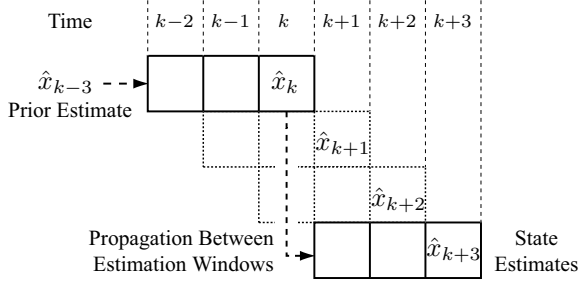 Time k−2 k−1 k k+1 k+2 k+3
x̂ₖ₋₃ x̂ₖ
Prior Estimate
x̂ₖ₊₁
x̂ₖ₊₂
Propagation Between State
x̂ₖ₊₃
Estimation Windows Estimates